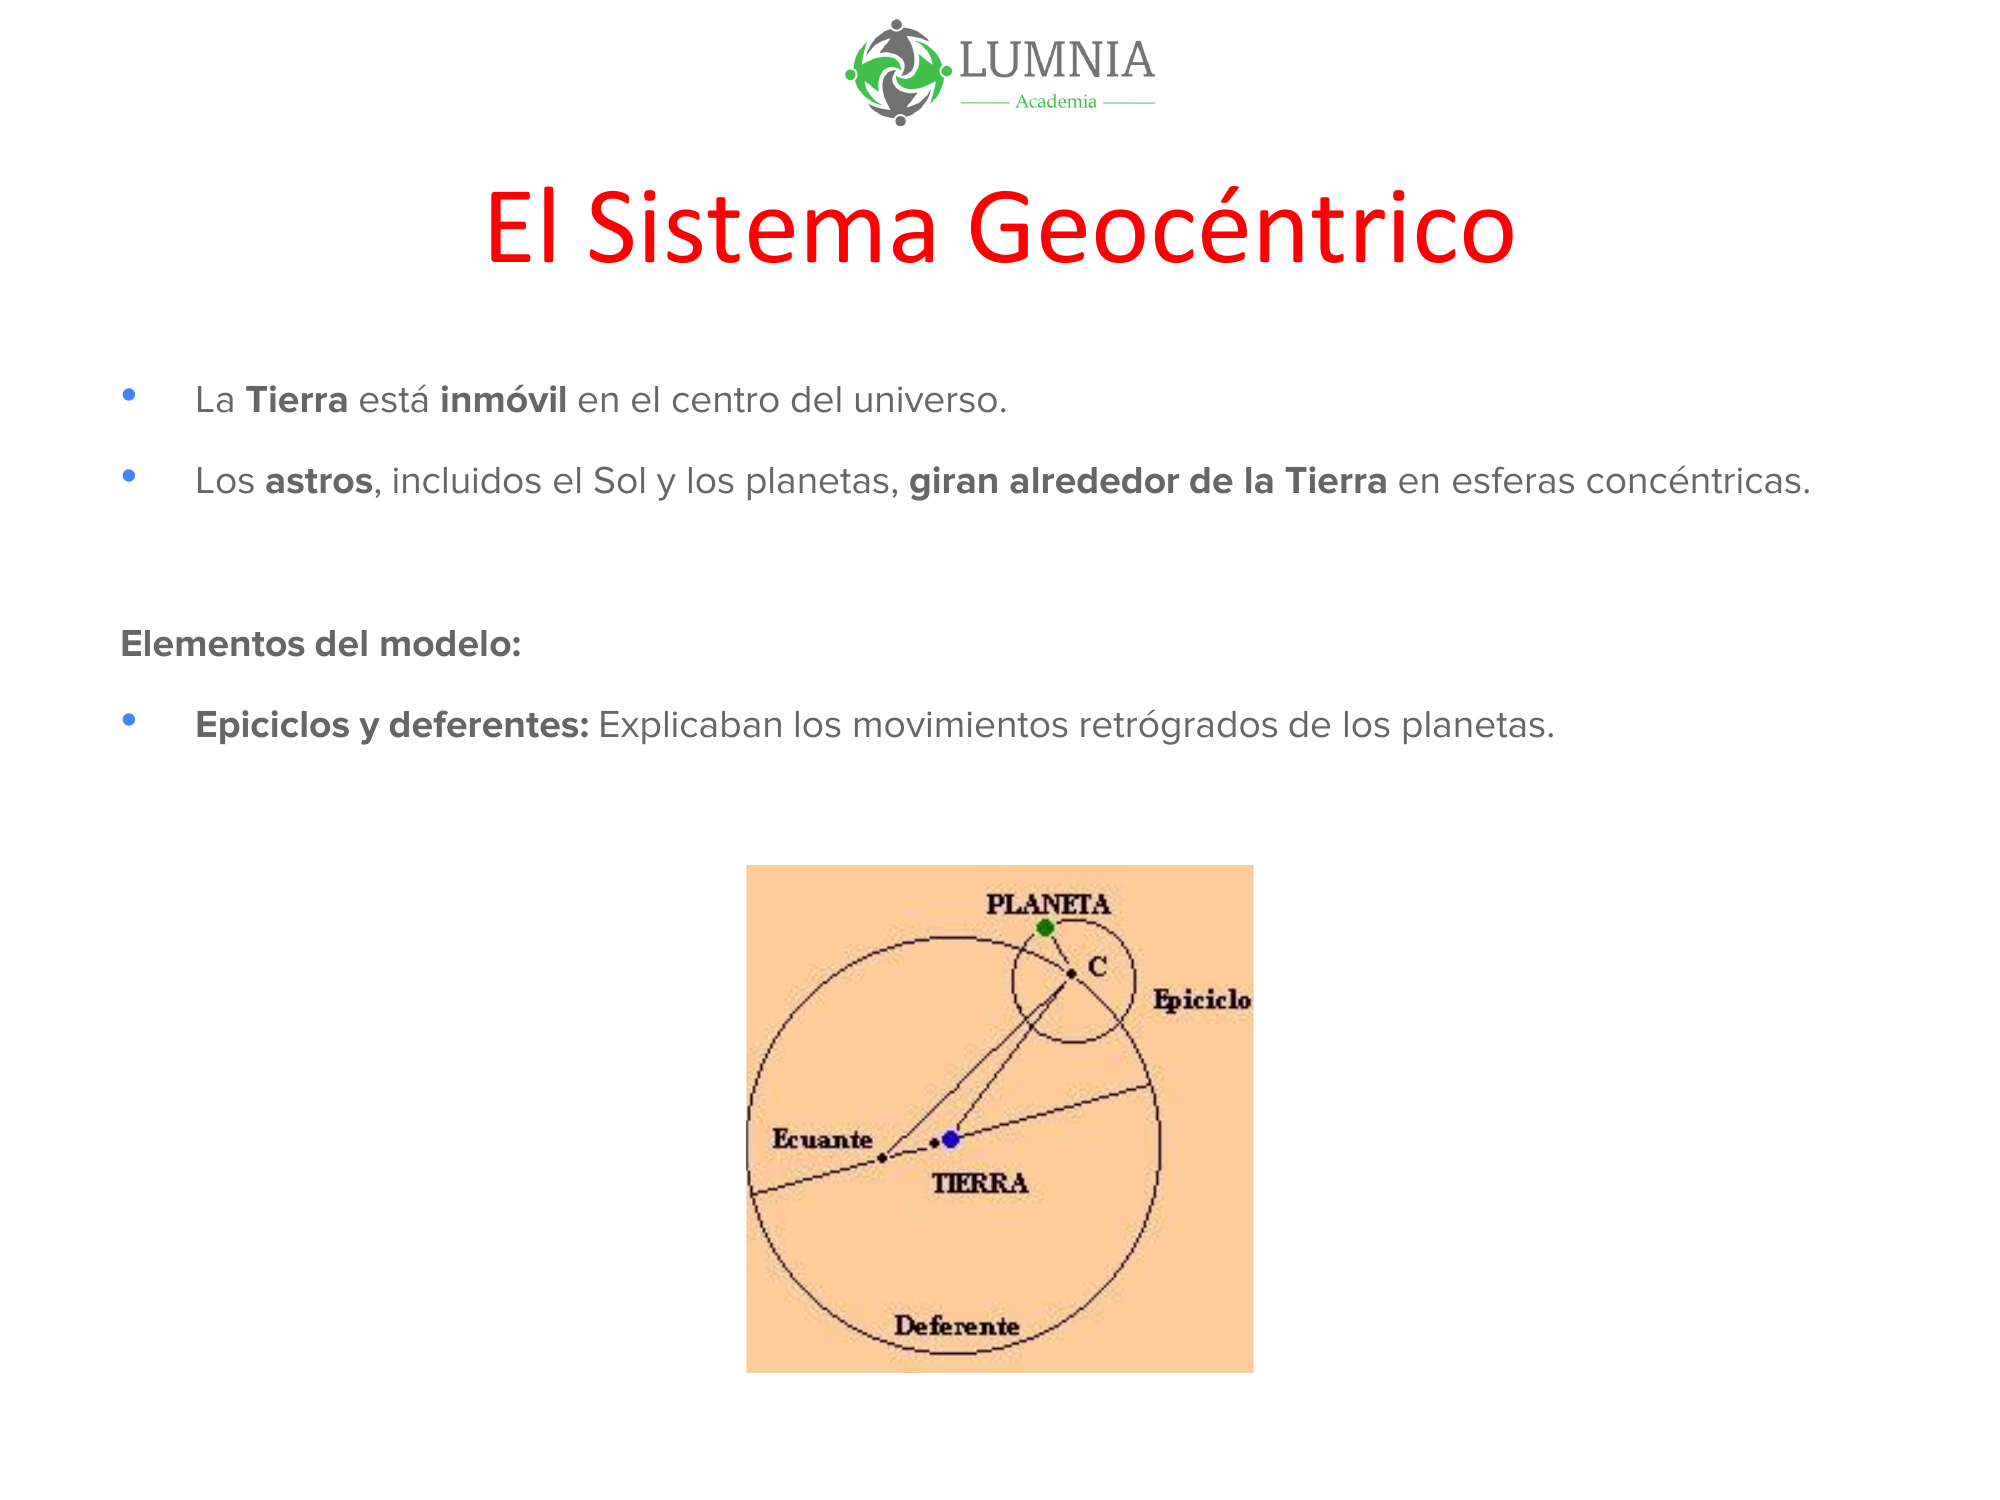 LUMNIA
Academia
El Sistema Geocéntrico
• La Tierra está inmóvil en el centro del universo.
• Los astros, incluidos el Sol y los planetas, giran alrededor de la Tierra en esferas concéntricas.
Elementos del modelo:
• Epiciclos y deferentes: Explicaban los movimientos retrógrados de los planetas.
PLANETA
C
Epiciclo
Ecuante
TIERRA
Deferente